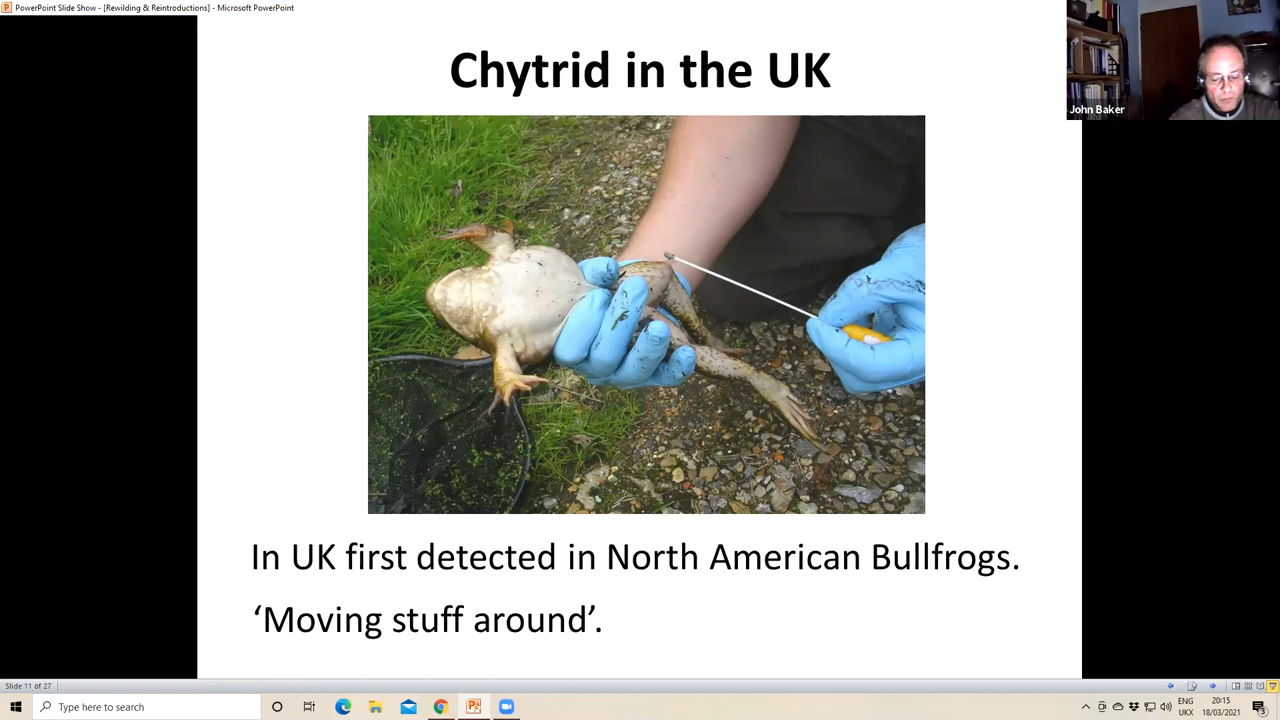 PowerPoint Slide Show - [Rewilding & Reintroductions] - Microsoft PowerPoint
Chytrid in the UK
John Baker
In UK first detected in North American Bullfrogs.
‘Moving stuff around’.
Slide 11 of 27
Type here to search
ENG
UKX
20:15
18/03/2021
3